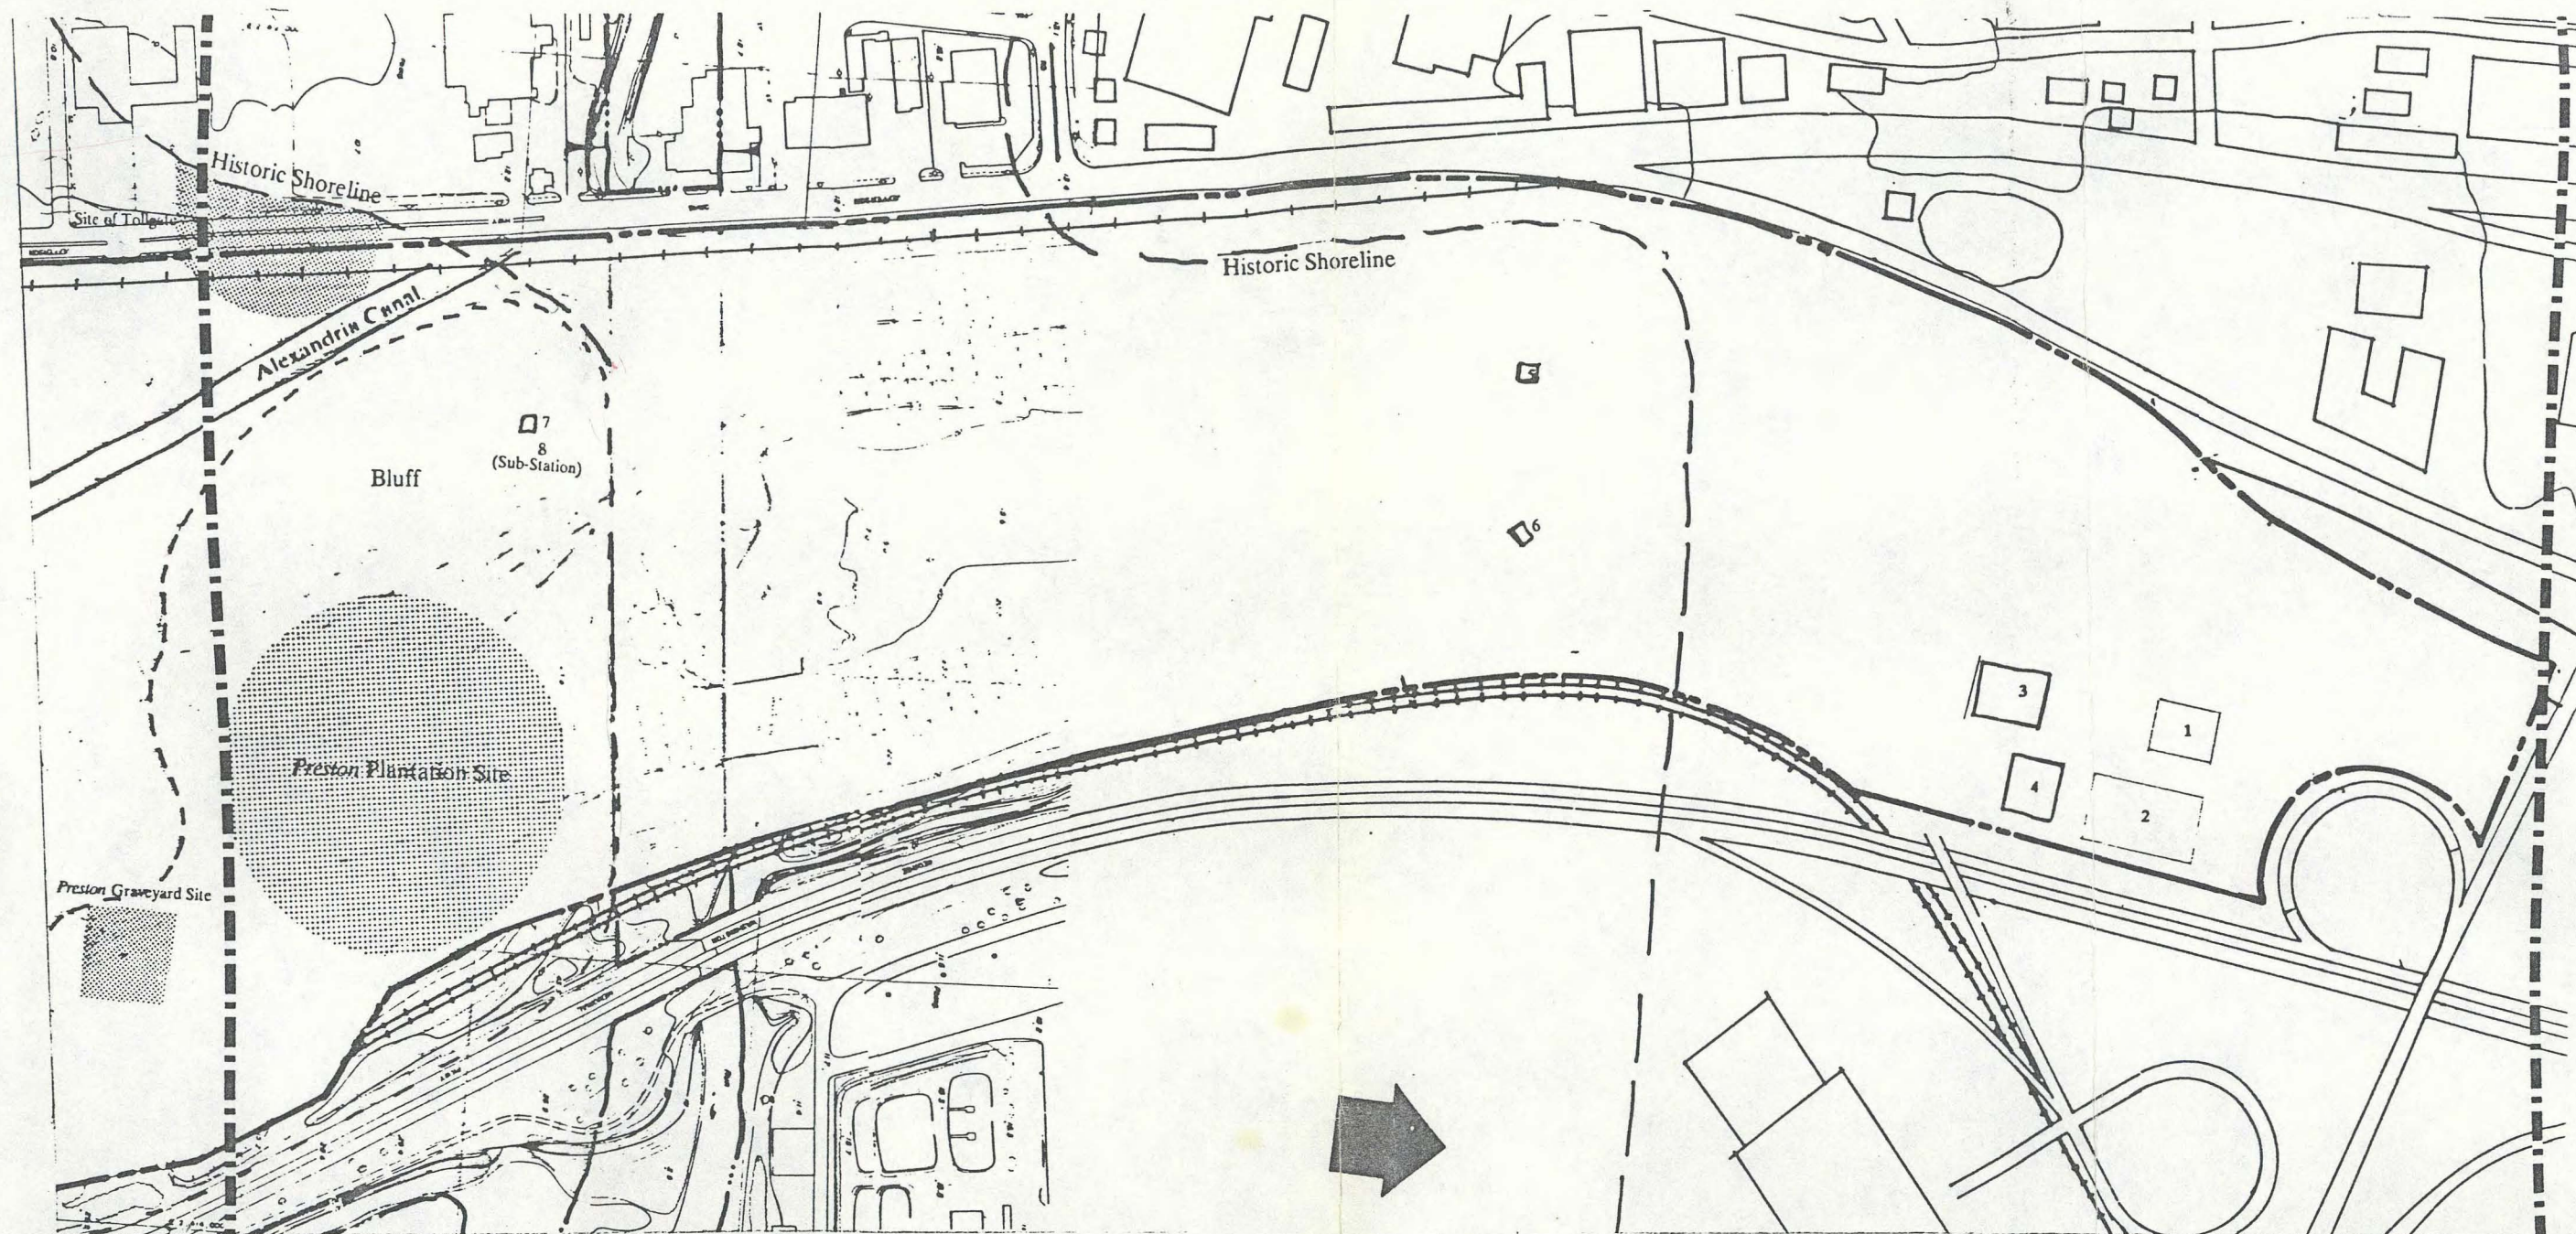 Historic Shoreline
Site of Tollgate
Alexandria Canal
Historic Shoreline
5
7
8
(Sub-Station)
Bluff
6
3
1
Preston Plantation Site
4
2
Preston Graveyard Site